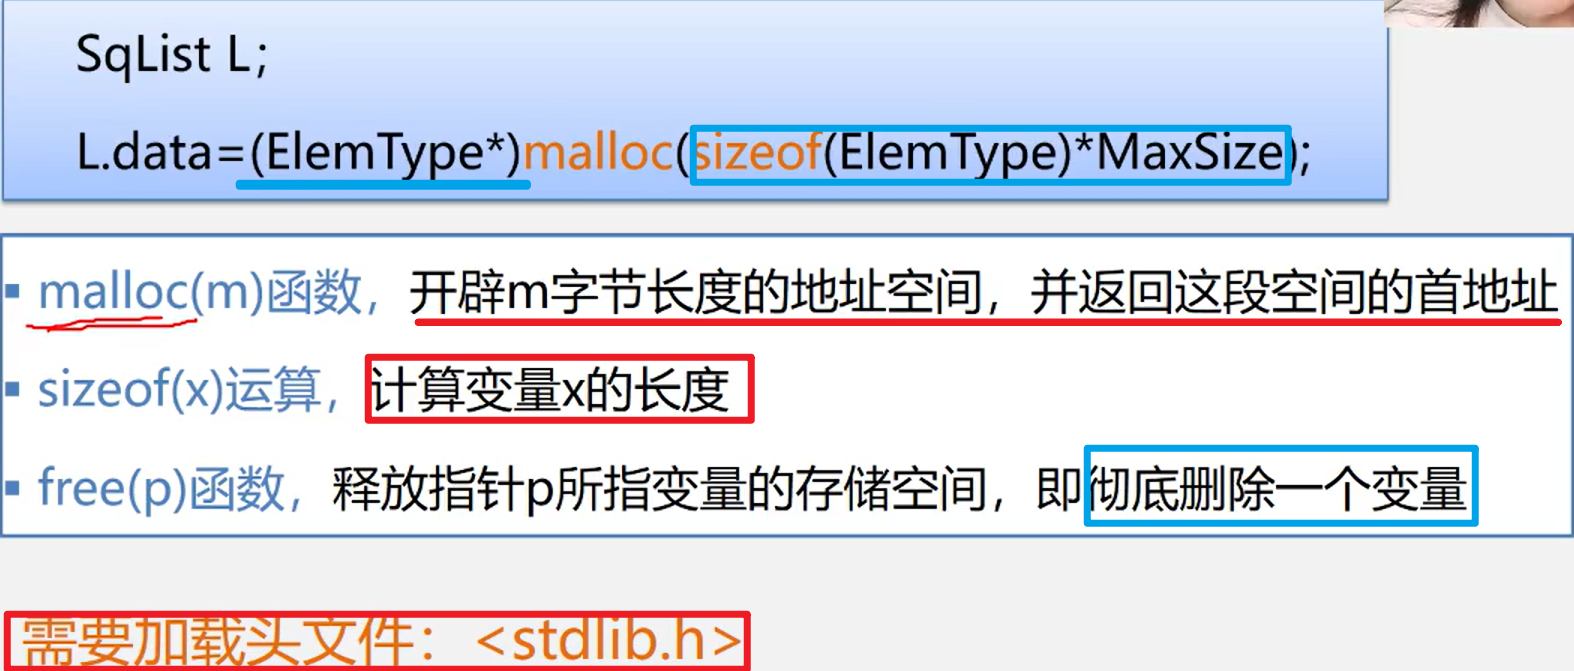 SqList L;
L.data=(ElemType*)malloc(sizeof(ElemType)*MaxSize);
▪ malloc(m)函数，开辟m字节长度的地址空间，并返回这段空间的首地址
▪ sizeof(x)运算，计算变量x的长度
▪ free(p)函数，释放指针p所指变量的存储空间，即彻底删除一个变量
需要加载头文件：<stdlib.h>